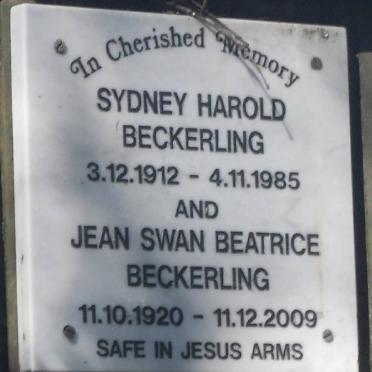 In Cherished Memory
SYDNEY HAROLD
BECKERLING
3.12.1912 - 4.11.1985
AND
JEAN SWAN BEATRICE
BECKERLING
11.10.1920 - 11.12.2009
SAFE IN JESUS ARMS